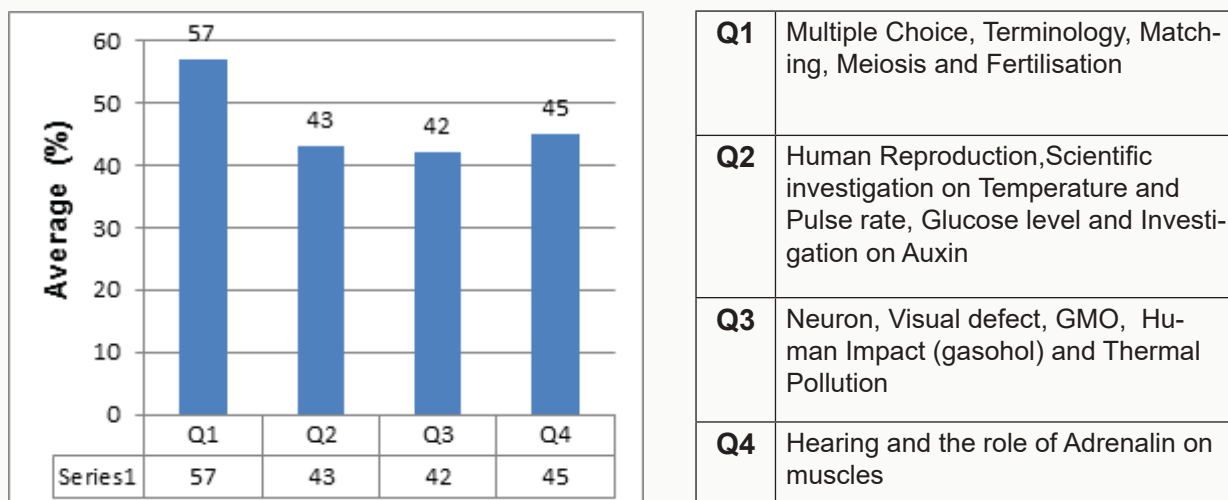 60
50
40
30
20
10
0
Average (%)
57
43
42
45
Q1 Q2 Q3 Q4
Series1 57 43 42 45
Q1 Multiple Choice, Terminology, Match-
ing, Meiosis and Fertilisation
Q2 Human Reproduction,Scientific
investigation on Temperature and
Pulse rate, Glucose level and Investi-
gation on Auxin
Q3 Neuron, Visual defect, GMO, Hu-
man Impact (gasohol) and Thermal
Pollution
Q4 Hearing and the role of Adrenalin on
muscles